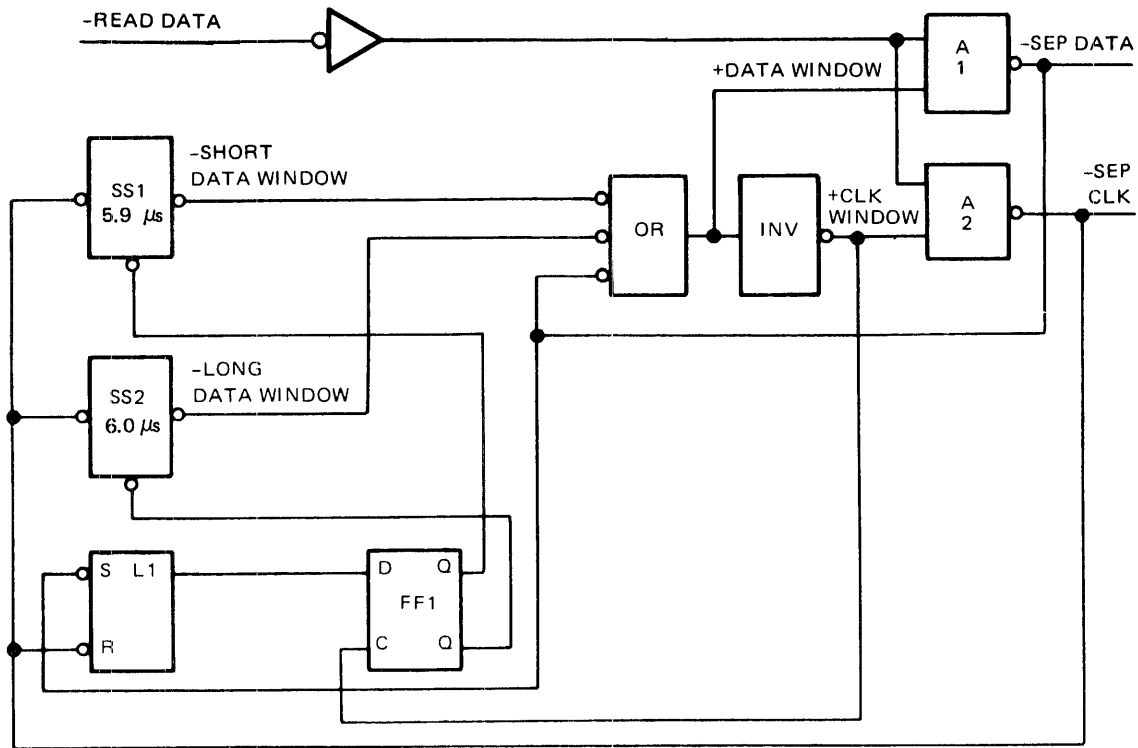 –READ DATA
A
1
–SEP DATA
+DATA WINDOW
SS1
5.9 μs
–SHORT
DATA WINDOW
OR
INV
+CLK
WINDOW
A
2
–SEP
CLK
SS2
6.0 μs
–LONG
DATA WINDOW
S L1
R
D Q
FF1
C Q